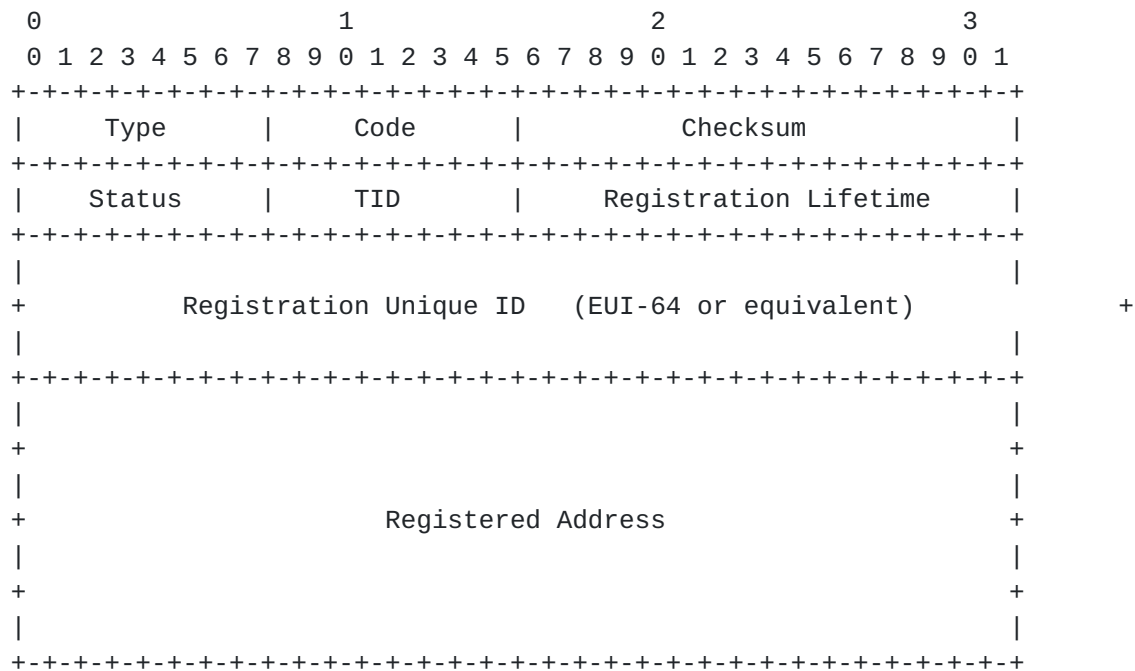 0                   1                   2                   3
 0 1 2 3 4 5 6 7 8 9 0 1 2 3 4 5 6 7 8 9 0 1 2 3 4 5 6 7 8 9 0 1
+-+-+-+-+-+-+-+-+-+-+-+-+-+-+-+-+-+-+-+-+-+-+-+-+-+-+-+-+-+-+-+-+
|     Type      |     Code      |          Checksum             |
+-+-+-+-+-+-+-+-+-+-+-+-+-+-+-+-+-+-+-+-+-+-+-+-+-+-+-+-+-+-+-+-+
|    Status     |     TID       |     Registration Lifetime     |
+-+-+-+-+-+-+-+-+-+-+-+-+-+-+-+-+-+-+-+-+-+-+-+-+-+-+-+-+-+-+-+-+
|                                                               |
+          Registration Unique ID   (EUI-64 or equivalent)             +
|                                                               |
+-+-+-+-+-+-+-+-+-+-+-+-+-+-+-+-+-+-+-+-+-+-+-+-+-+-+-+-+-+-+-+-+
|                                                               |
+                                                               +
|                                                               |
+                       Registered Address                      +
|                                                               |
+                                                               +
|                                                               |
+-+-+-+-+-+-+-+-+-+-+-+-+-+-+-+-+-+-+-+-+-+-+-+-+-+-+-+-+-+-+-+-+